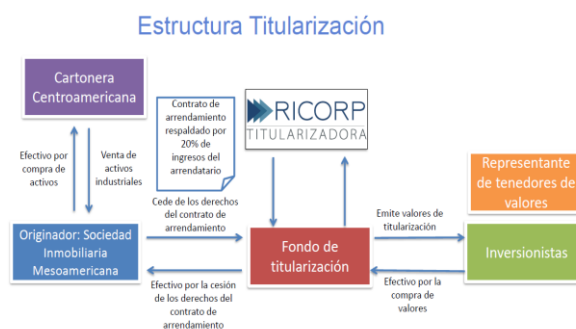 Estructura Titularización
Cartonera
Centroamericana
Contrato de
arrendamiento
respaldado por
20% de
ingresos del
arrendatario
RICORP
TITULARIZADORA
Efectivo por
compra de
activos
Venta de
activos
industriales
Representante
de tenedores de
valores
Cede de los derechos
del contrato de
arrendamiento
Emite valores de
titularización
Originador: Sociedad
Inmobiliaria
Mesoamericana
Fondo de
titularización
Inversionistas
Efectivo por la cesión
de los derechos del
contrato de
arrendamiento
Efectivo por la
compra de
valores